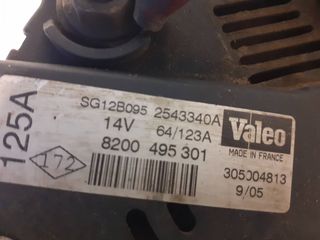 SG12B095 2543340A
14V 64/123A
8200 495 301
125A
172
Valeo
MADE IN FRANCE
305004813
9/05